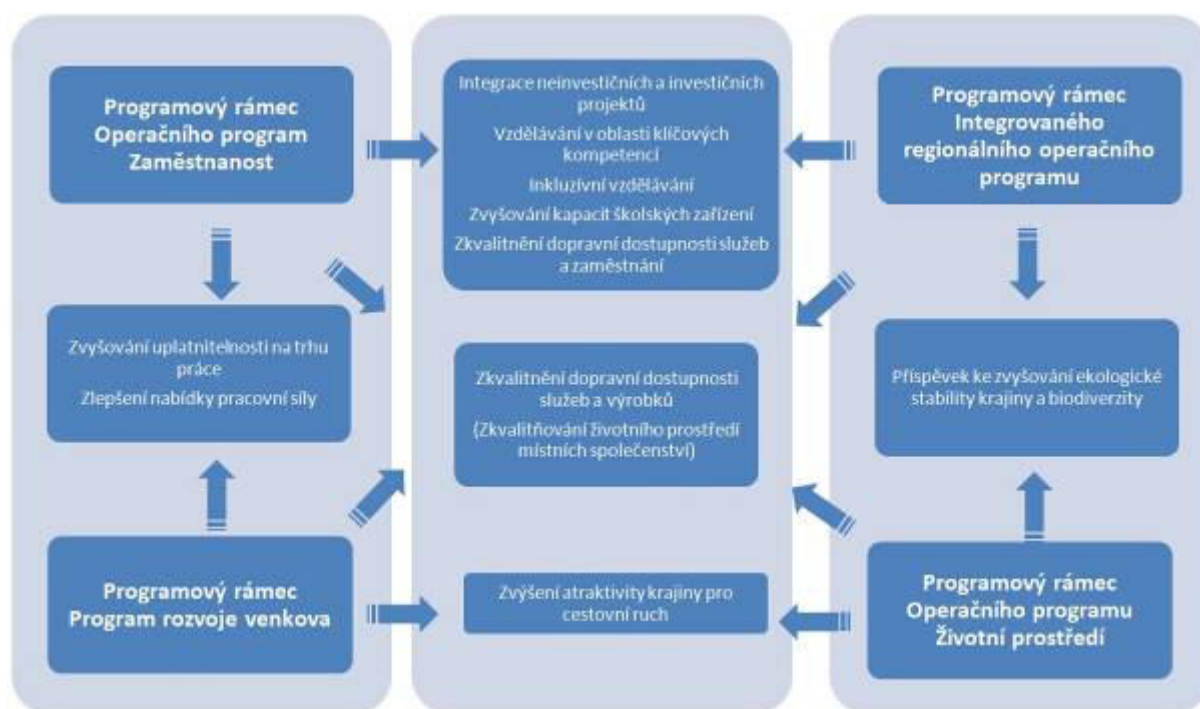 Programový rámec
Operačního program
Zaměstnanost
Zvyšování uplatnitelnosti na trhu
práce
Zlepšení nabídky pracovní síly
Programový rámec
Program rozvoje venkova
Integrace neinvestičních a investičních
projektů
Vzdělávání v oblasti klíčových
kompetencí
Inkluzivní vzdělávání
Zvyšování kapacit školských zařízení
Zkvalitnění dopravní dostupnosti služeb
a zaměstnání
Zkvalitnění dopravní dostupnosti
služeb a výrobků
(Zkvalitňování životního prostředí
místních společenství)
Zvýšení atraktivity krajiny pro
cestovní ruch
Programový rámec
Integrovaného
regionálního operačního
programu
Příspěvek ke zvyšování ekologické
stability krajiny a biodiverzity
Programový rámec
Operačního programu
Životní prostředí